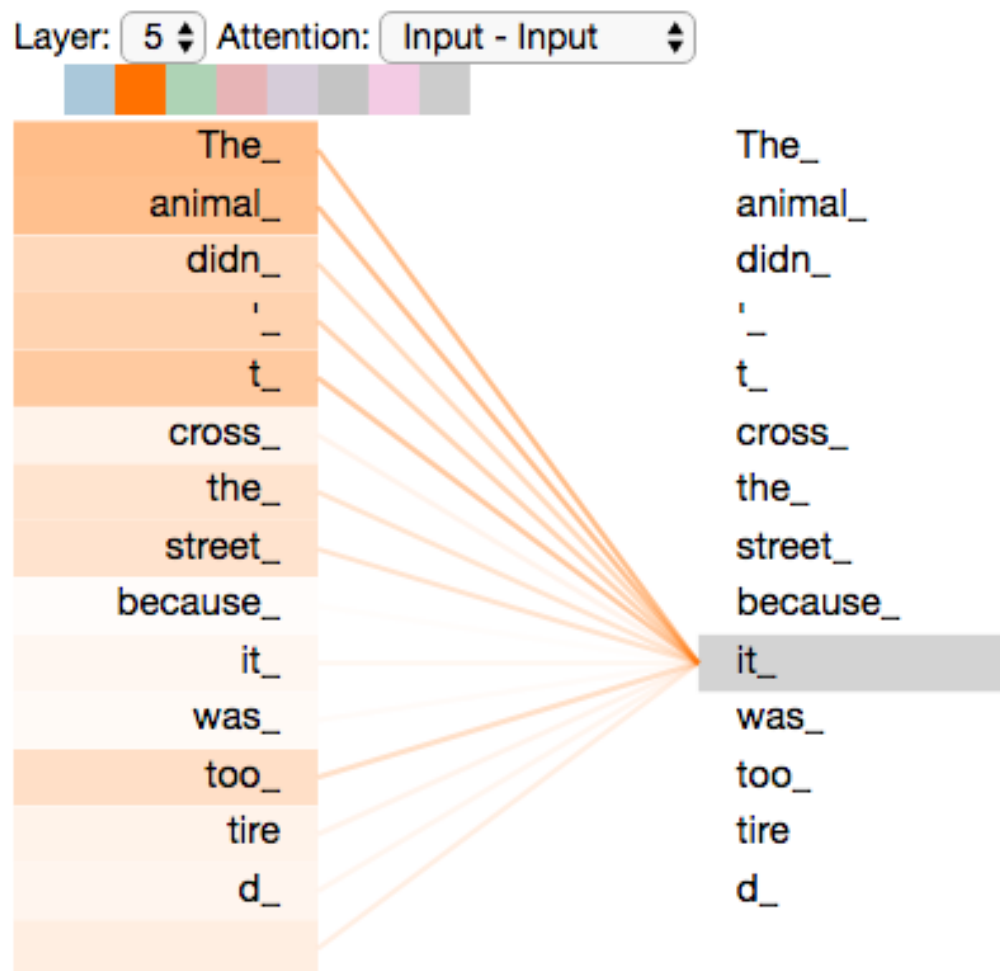 Layer: 5 Attention: Input - Input
The_ The_
animal_ animal_
didn_ didn_
'_ '_
t_ t_
cross_ cross_
the_ the_
street_ street_
because_ because_
it_ it_
was_ was_
too_ too_
tire tire
d_ d_